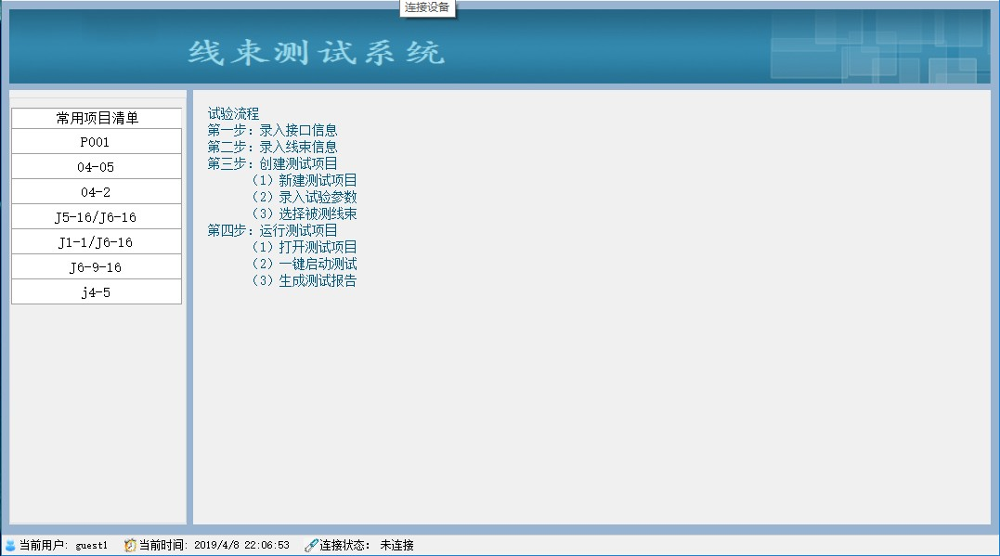 连接设备
线束测试系统
常用项目清单
P001
04-05
04-2
J5-16/J6-16
J1-1/J6-16
J6-9-16
j4-5
试验流程
第一步：录入接口信息
第二步：录入线束信息
第三步：创建测试项目
（1）新建测试项目
（2）录入试验参数
（3）选择被测线束
第四步：运行测试项目
（1）打开测试项目
（2）一键启动测试
（3）生成测试报告
当前用户: guest1 当前时间: 2019/4/8 22:06:53 连接状态： 未连接